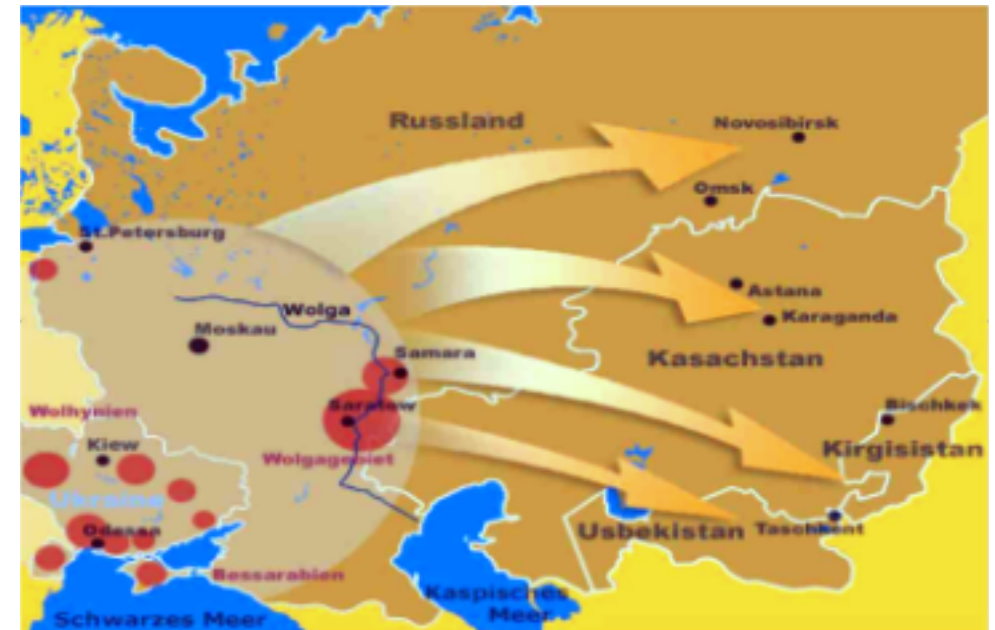 Russland
Novosibirsk
Omsk
St.Petersburg
Astana
Wolga
Karaganda
Moskau
Samara
Kasachstan
Saratow
Bischkek
Wolhynien
Kiew
Kirgisistan
Wolgagebiet
Ukraine
Usbekistan
Taschkent
Odessa
Bessarabien
Kaspisches
Meer
Schwarzes Meer